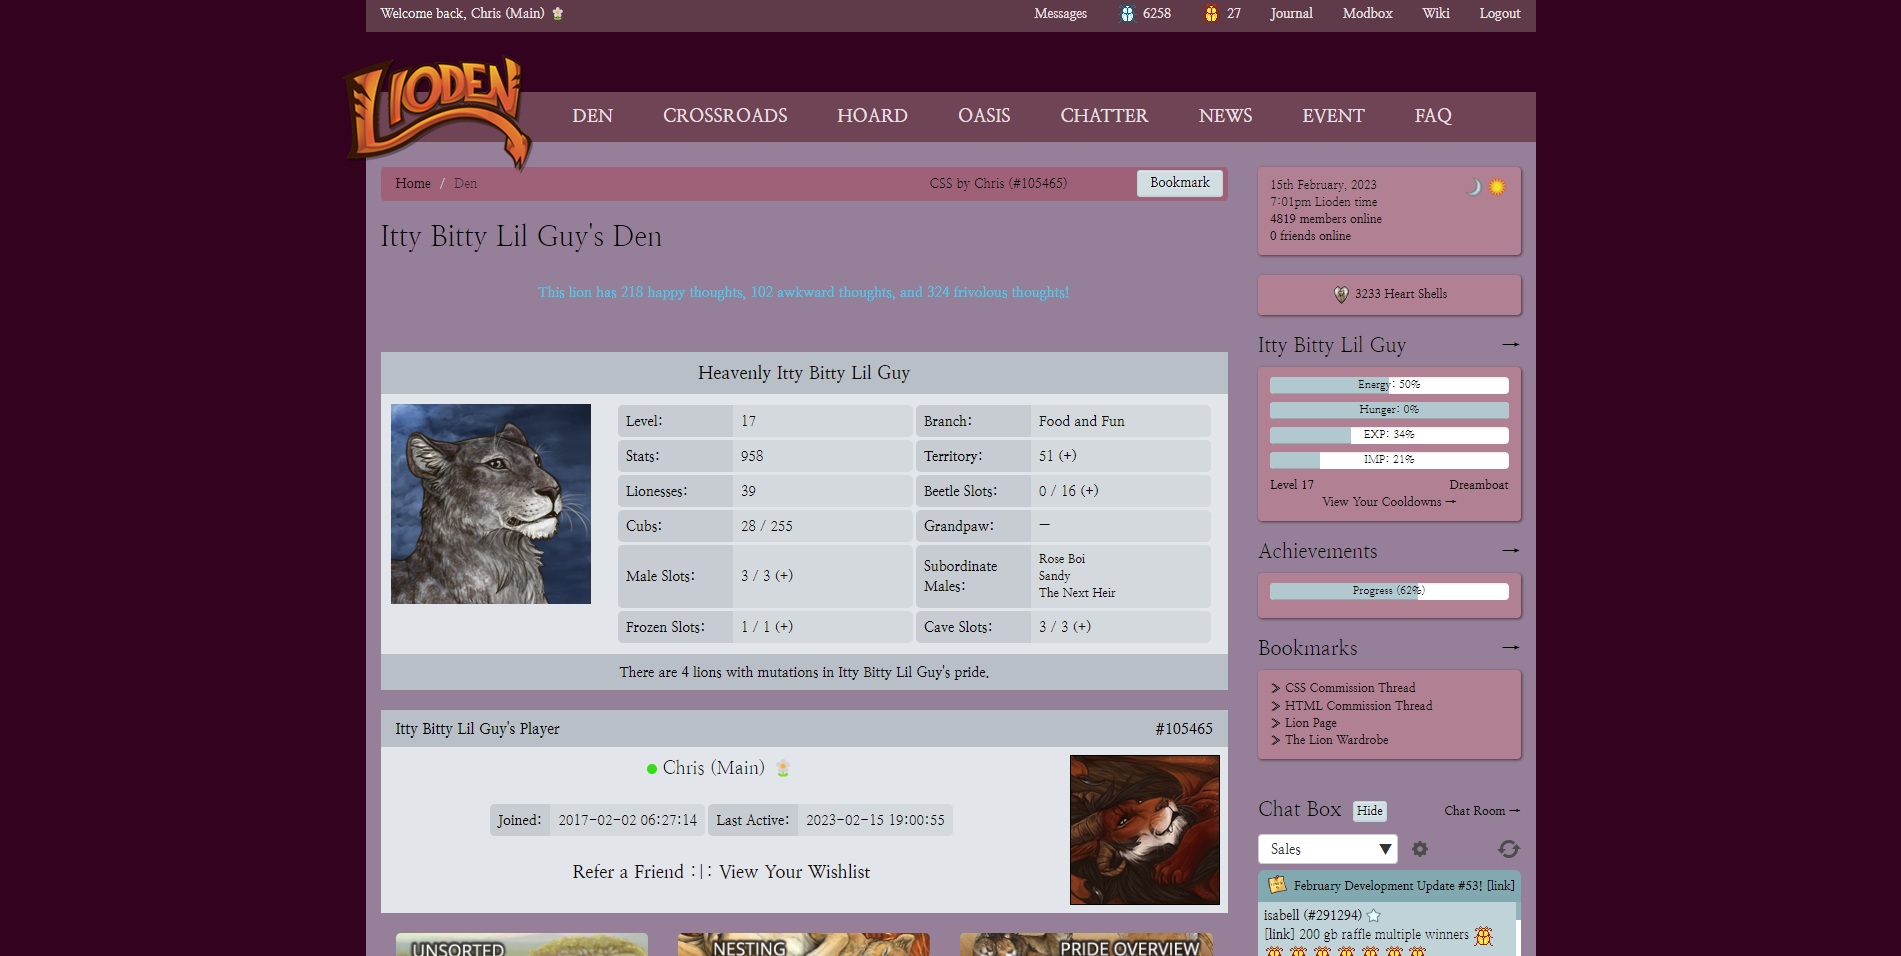 Welcome back, Chris (Main)
Messages 6258 27 Journal Modbox Wiki Logout
LIODEN
DEN CROSSROADS HOARD OASIS CHATTER NEWS EVENT FAQ
Home / Den CSS by Chris (#105465) Bookmark
Itty Bitty Lil Guy's Den
This lion has 218 happy thoughts, 102 awkward thoughts, and 324 frivolous thoughts!
Heavenly Itty Bitty Lil Guy
Level: 17 Branch: Food and Fun
Stats: 958 Territory: 51 (+)
Lionesses: 39 Beetle Slots: 0 / 16 (+)
Cubs: 28 / 255 Grandpaw: —
Male Slots: 3 / 3 (+) Subordinate Males: Rose Boi
Sandy
The Next Heir
Frozen Slots: 1 / 1 (+) Cave Slots: 3 / 3 (+)
There are 4 lions with mutations in Itty Bitty Lil Guy's pride.
Itty Bitty Lil Guy's Player #105465
Chris (Main)
Joined: 2017-02-02 06:27:14 Last Active: 2023-02-15 19:00:55
Refer a Friend :|: View Your Wishlist
UNSORTED NESTING PRIDE OVERVIEW
15th February, 2023
7:01pm Lioden time
4819 members online
0 friends online
3233 Heart Shells
Itty Bitty Lil Guy →
Energy: 50%
Hunger: 0%
EXP: 34%
IMP: 21%
Level 17 Dreamboat
View Your Cooldowns →
Achievements →
Progress (62%)
Bookmarks →
CSS Commission Thread
HTML Commission Thread
Lion Page
The Lion Wardrobe
Chat Box Hide Chat Room →
Sales
February Development Update #53! [link]
isabell (#291294)
[link] 200 gb raffle multiple winners